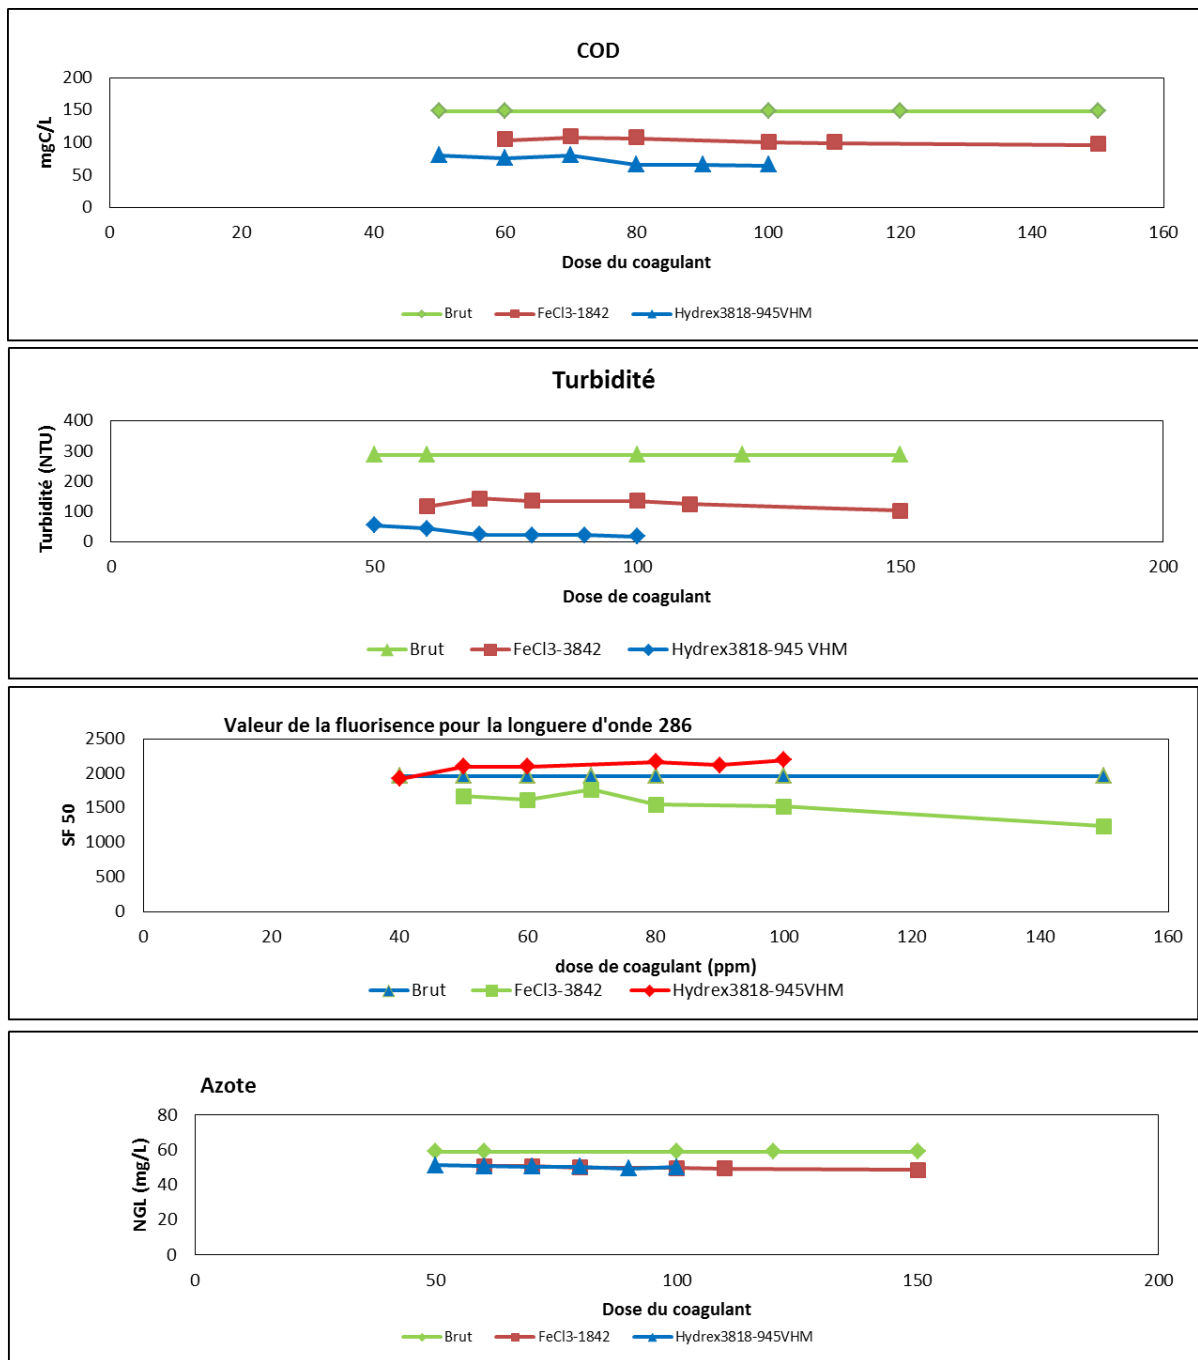 COD
200
150
100
50
0
mgC/L
0 20 40 60 80 100 120 140 160
Dose du coagulant
Brut FeCl3-1842 Hydrex3818-945VHM
Turbidité
400
300
200
100
0
Turbidité (NTU)
0 50 100 150 200
Dose de coagulant
Brut FeCl3-3842 Hydrex3818-945 VHM
Valeur de la fluorisence pour la longuere d'onde 286
2500
2000
1500
1000
500
0
SF 50
0 20 40 60 80 100 120 140 160
dose de coagulant (ppm)
Brut FeCl3-3842 Hydrex3818-945VHM
Azote
80
60
40
20
0
NGL (mg/L)
0 50 100 150 200
Dose du coagulant
Brut FeCl3-1842 Hydrex3818-945VHM